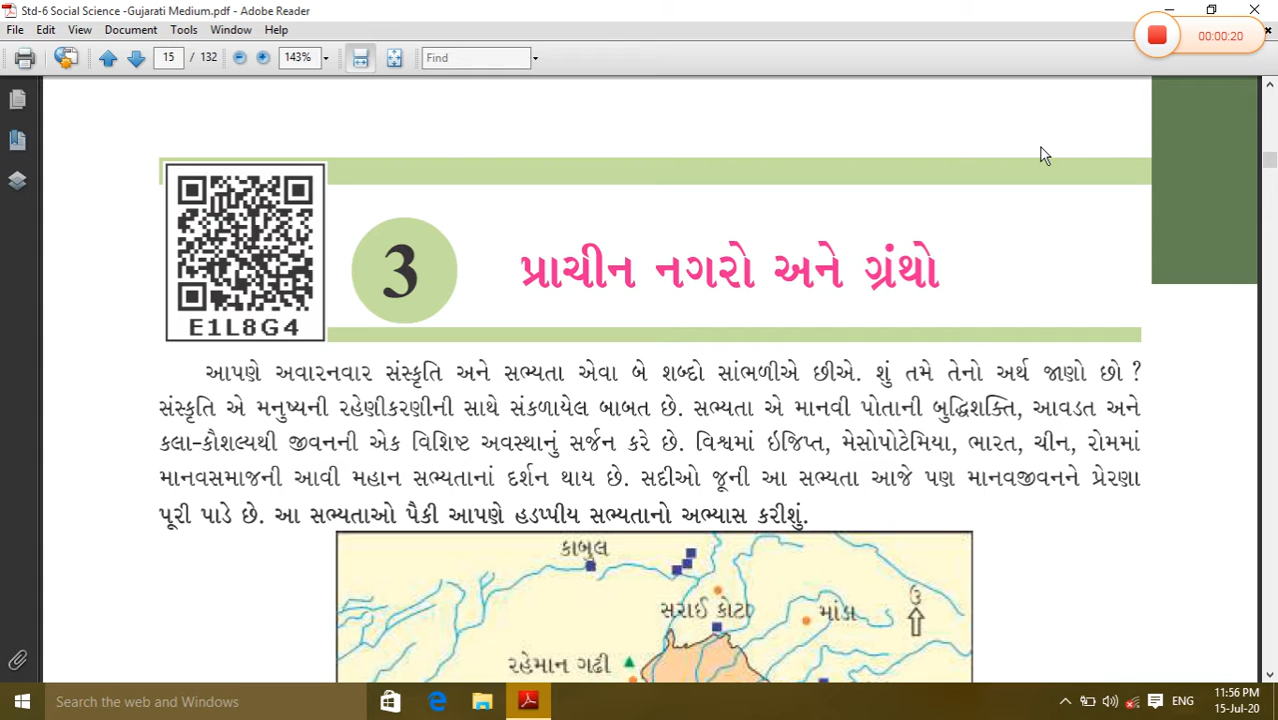 Std-6 Social Science -Gujarati Medium.pdf - Adobe Reader
File Edit View Document Tools Window Help
00:00:20
15 / 132 143% Find
E1L8G4
3 પ્રાચીન નગરો અને ગ્રંથો
આપણે અવારનવાર સંસ્કૃતિ અને સભ્યતા એવા બે શબ્દો સાંભળીએ છીએ. શું તમે તેનો અર્થ જાણો છો ?
સંસ્કૃતિ એ મનુષ્યની રહેણીકરણીની સાથે સંકળાયેલ બાબત છે. સભ્યતા એ માનવી પોતાની બુદ્ધિશક્તિ, આવડત અને
કલા-કૌશલ્યથી જીવનની એક વિશિષ્ટ અવસ્થાનું સર્જન કરે છે. વિશ્વમાં ઇજિપ્ત, મેસોપોટેમિયા, ભારત, ચીન, રોમમાં
માનવસમાજની આવી મહાન સભ્યતાનાં દર્શન થાય છે. સદીઓ જૂની આ સભ્યતા આજે પણ માનવજીવનને પ્રેરણા
પૂરી પાડે છે. આ સભ્યતાઓ પૈકી આપણે હડપ્પીય સભ્યતાનો અભ્યાસ કરીશું.
કાબુલ
સરાઈ કોટા માંડા ઉ
રહેમાન ગઢી
Search the web and Windows
ENG 11:56 PM
15-Jul-20